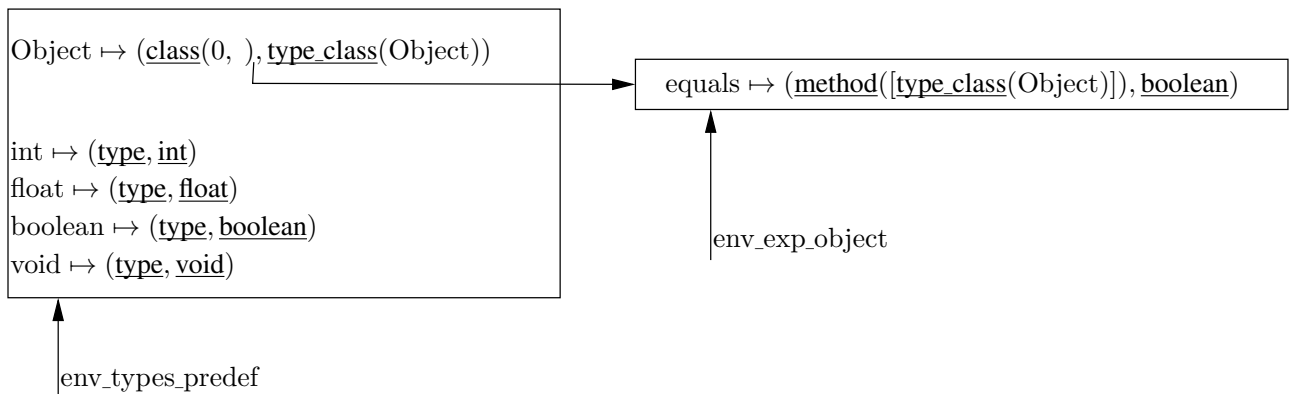 Object ↦ (class(0, ), type_class(Object))
equals ↦ (method([type_class(Object)]), boolean)
int ↦ (type, int)
float ↦ (type, float)
boolean ↦ (type, boolean)
void ↦ (type, void)
env_exp_object
env_types_predef